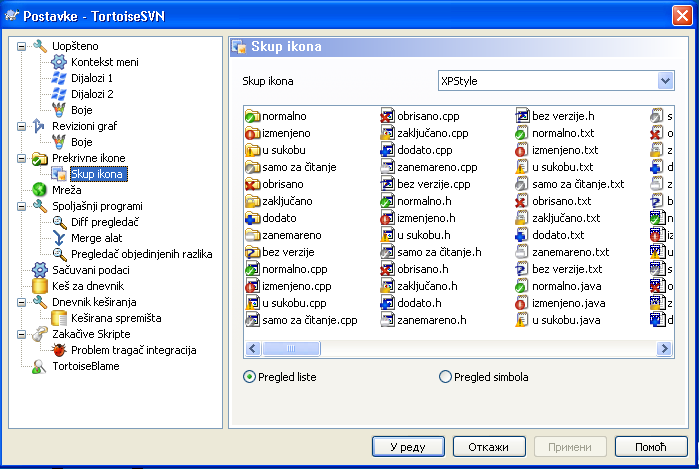 Postavke - TortoiseSVN
Uopšteno
Kontekst meni
Dijalozi 1
Dijalozi 2
Boje
Revizioni graf
Boje
Prekrivne ikone
Skup ikona
Mreža
Spoljašnji programi
Diff pregledač
Merge alat
Pregledač objedinjenih razlika
Sačuvani podaci
Keš za dnevnik
Dnevnik keširanja
Keširana spremišta
Zakačive Skripte
Problem tragač integracija
TortoiseBlame
Skup ikona
Skup ikona
XPStyle
normalno
izmenjeno
u sukobu
samo za čitanje
obrisano
zaključano
dodato
zanemareno
bez verzije
normalno.cpp
izmenjeno.cpp
u sukobu.cpp
samo za čitanje.cpp
obrisano.cpp
zaključano.cpp
dodato.cpp
zanemareno.cpp
bez verzije.cpp
normalno.h
izmenjeno.h
u sukobu.h
samo za čitanje.h
obrisano.h
zaključano.h
dodato.h
zanemareno.h
bez verzije.h
normalno.txt
izmenjeno.txt
u sukobu.txt
samo za čitanje.txt
obrisano.txt
zaključano.txt
dodato.txt
zanemareno.txt
bez verzije.txt
normalno.java
izmenjeno.java
u sukobu.java
Pregled liste
Pregled simbola
У реду
Откажи
Примени
Помоћ